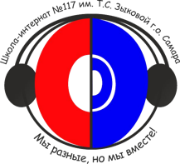 Школа-интернат №117 им. Т.С. Зыковой г.о. Самара
Мы разные, но мы вместе!